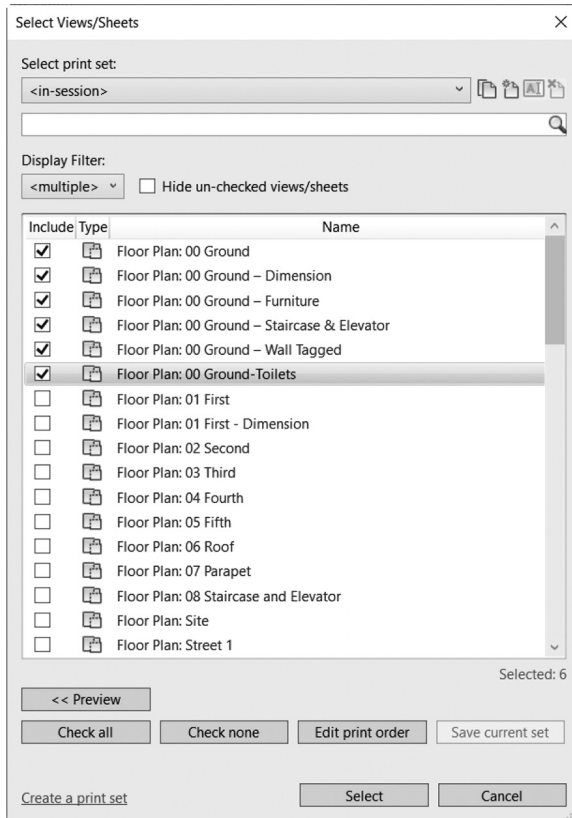 Select Views/Sheets
Select print set:
<in-session>
AI
Display Filter:
<multiple> Hide un-checked views/sheets
Include Type Name
Floor Plan: 00 Ground
Floor Plan: 00 Ground – Dimension
Floor Plan: 00 Ground – Furniture
Floor Plan: 00 Ground – Staircase & Elevator
Floor Plan: 00 Ground – Wall Tagged
Floor Plan: 00 Ground-Toilets
Floor Plan: 01 First
Floor Plan: 01 First - Dimension
Floor Plan: 02 Second
Floor Plan: 03 Third
Floor Plan: 04 Fourth
Floor Plan: 05 Fifth
Floor Plan: 06 Roof
Floor Plan: 07 Parapet
Floor Plan: 08 Staircase and Elevator
Floor Plan: Site
Floor Plan: Street 1
Selected: 6
<< Preview
Check all Check none Edit print order Save current set
Create a print set Select Cancel